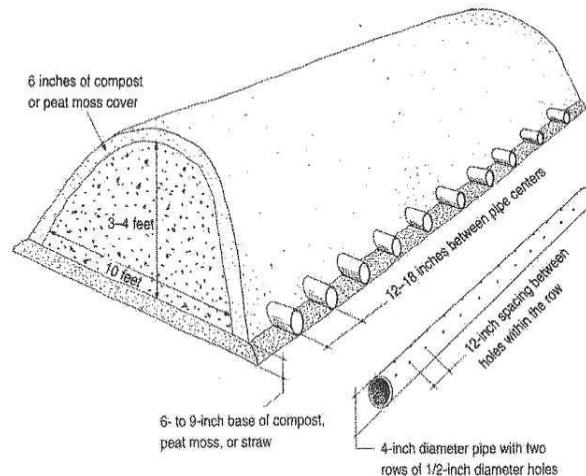 6 inches of compost
or peat moss cover
3–4 feet
10 feet
12–18 inches between pipe centers
12-inch spacing between
holes within the row
6- to 9-inch base of compost,
peat moss, or straw
4-inch diameter pipe with two
rows of 1/2-inch diameter holes